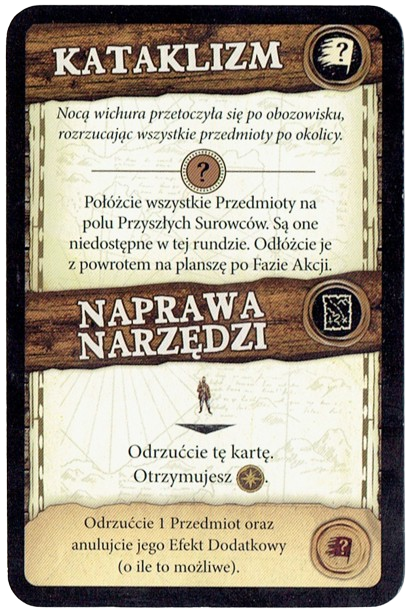 KATAKLIZM
?
Nocą wichura przetoczyła się po obozowisku,
rozrzucając wszystkie przedmioty po okolicy.
?
Połóżcie wszystkie Przedmioty na
polu Przyszłych Surowców. Są one
niedostępne w tej rundzie. Odłóżcie je
z powrotem na planszę po Fazie Akcji.
NAPRAWA
NARZĘDZI
Odrzućcie tę kartę.
Otrzymujesz .
Odrzućcie 1 Przedmiot oraz
anulujcie jego Efekt Dodatkowy
(o ile to możliwe).
?